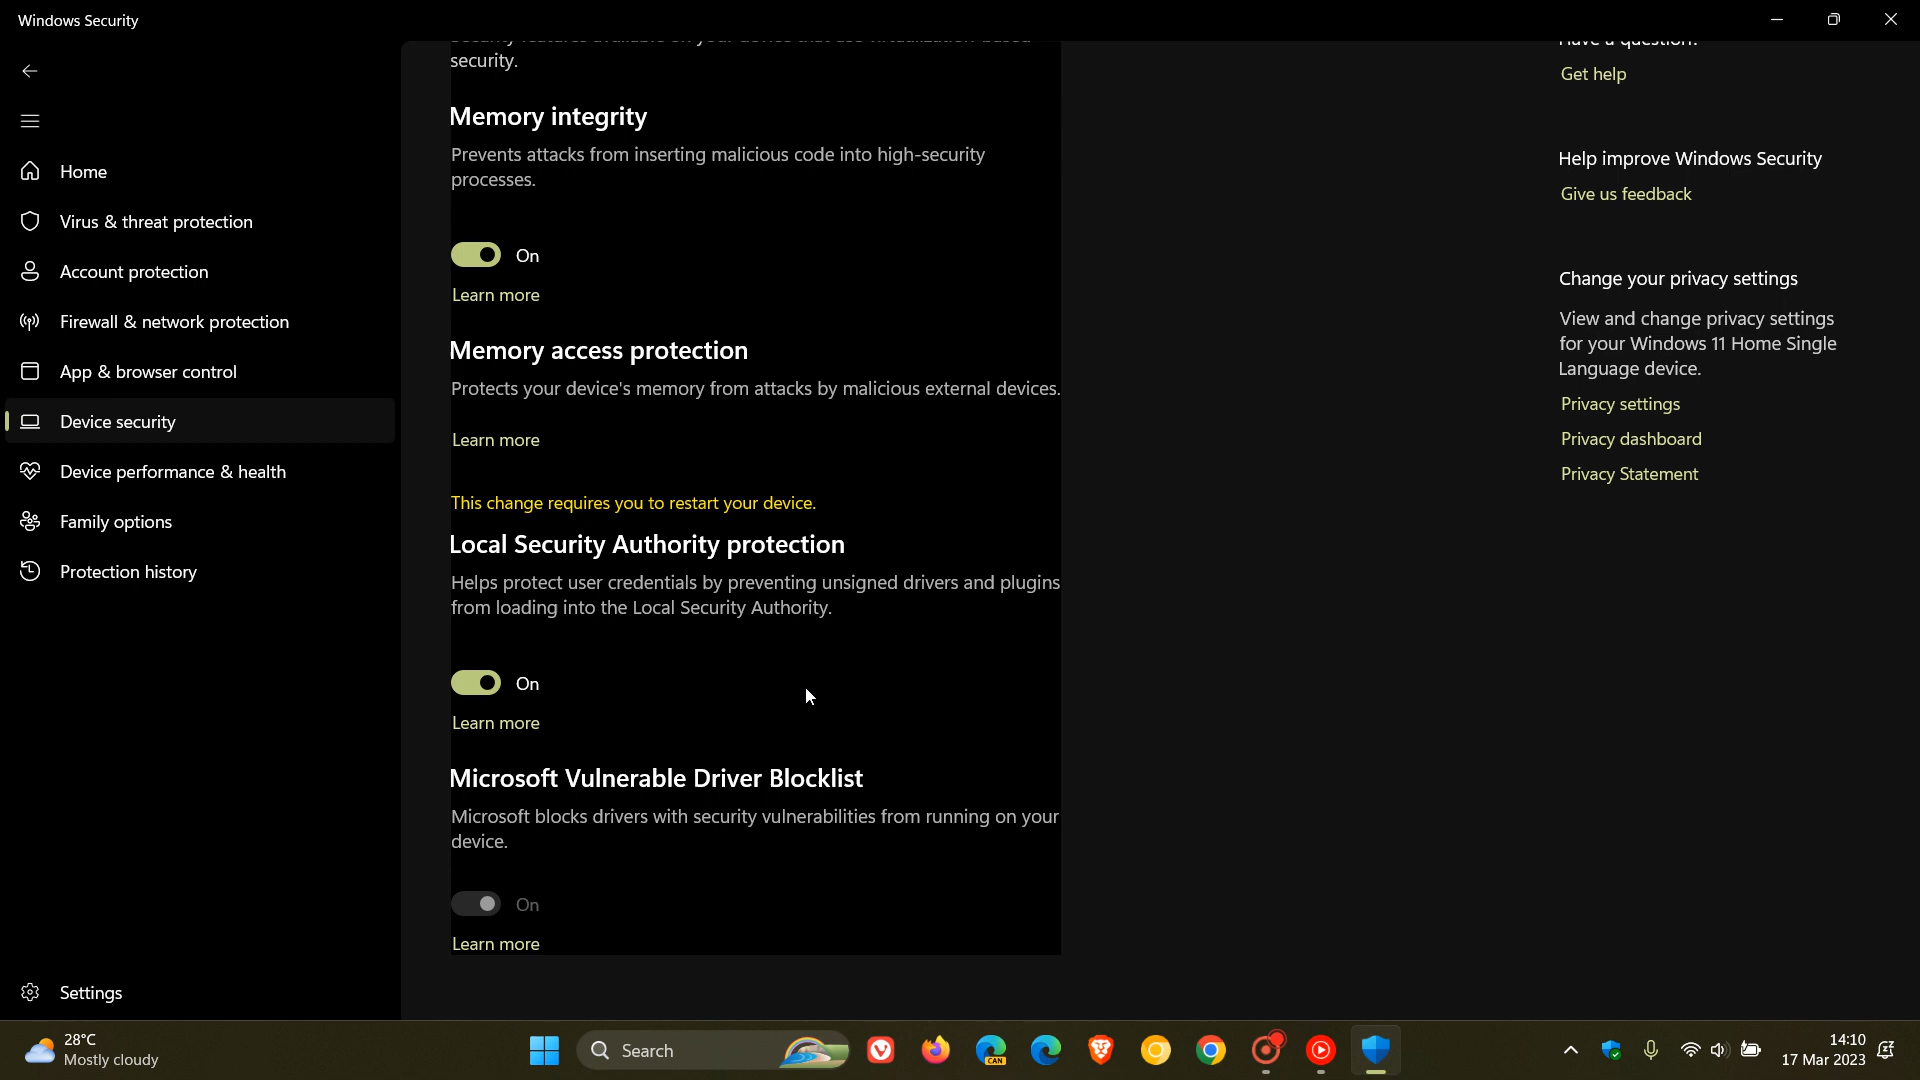 Windows Security
Home
Virus & threat protection
Account protection
Firewall & network protection
App & browser control
Device security
Device performance & health
Family options
Protection history
Settings
security.
Memory integrity
Prevents attacks from inserting malicious code into high-security
processes.
On
Learn more
Memory access protection
Protects your device's memory from attacks by malicious external devices.
Learn more
This change requires you to restart your device.
Local Security Authority protection
Helps protect user credentials by preventing unsigned drivers and plugins
from loading into the Local Security Authority.
On
Learn more
Microsoft Vulnerable Driver Blocklist
Microsoft blocks drivers with security vulnerabilities from running on your
device.
On
Learn more
Have a question?
Get help
Help improve Windows Security
Give us feedback
Change your privacy settings
View and change privacy settings
for your Windows 11 Home Single
Language device.
Privacy settings
Privacy dashboard
Privacy Statement
28°C
Mostly cloudy
Search
CAN
14:10
17 Mar 2023